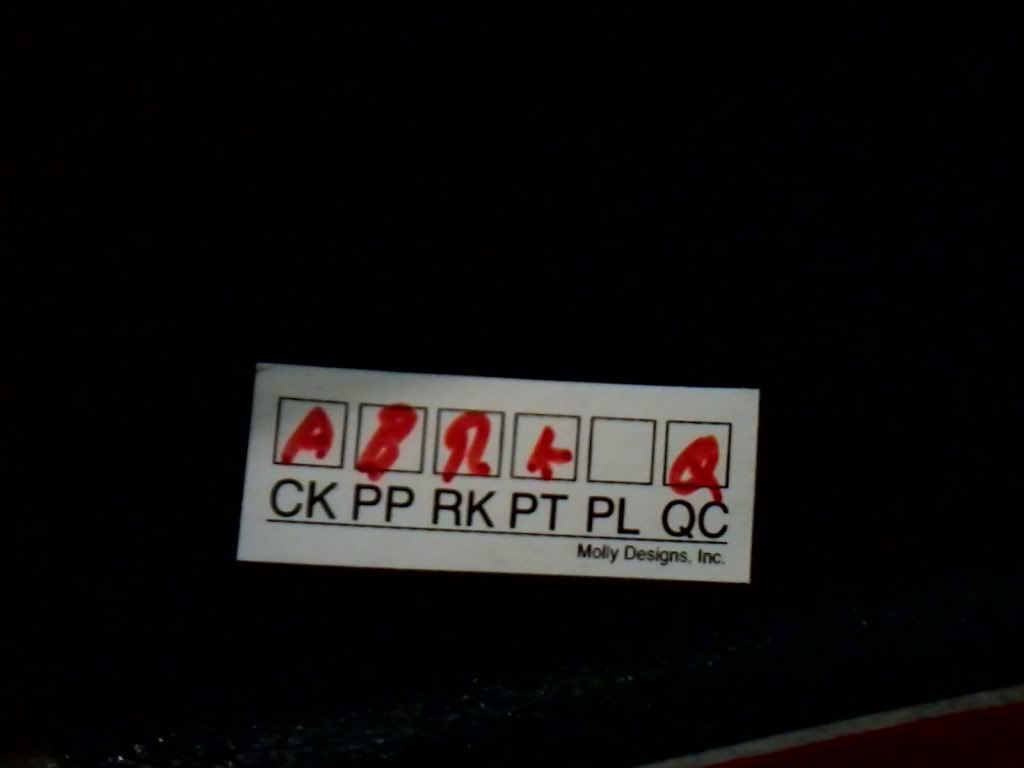 A B R t Q
CK PP RK PT PL QC
Molly Designs, Inc.